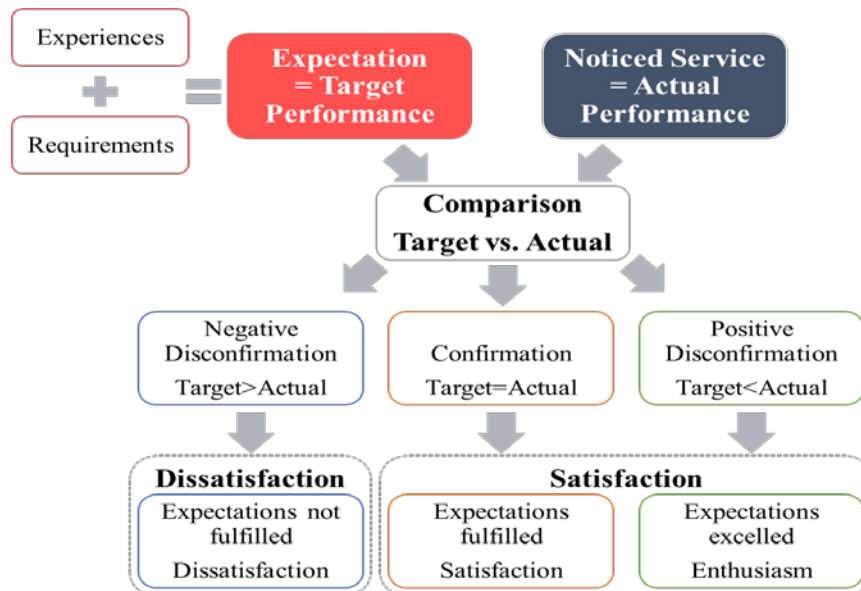 Experiences
Requirements
Expectation
= Target
Performance
Noticed Service
= Actual
Performance
Comparison
Target vs. Actual
Negative
Disconfirmation
Target>Actual
Confirmation
Target=Actual
Positive
Disconfirmation
Target<Actual
Dissatisfaction
Expectations not
fulfilled
Dissatisfaction
Satisfaction
Expectations
fulfilled
Satisfaction
Expectations
excelled
Enthusiasm